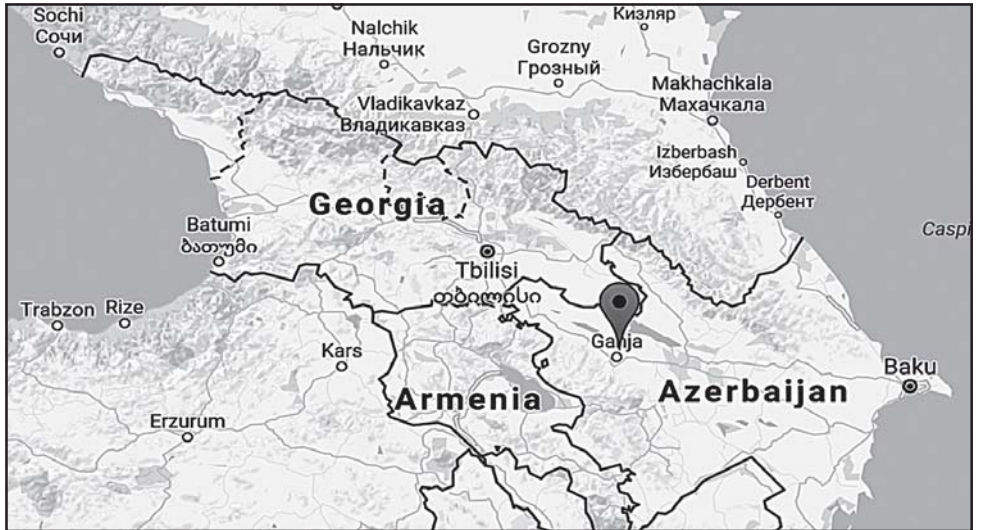 Sochi
Сочи
Кизляр
Nalchik
Нальчик
Grozny
Грозный
Makhachkala
Махачкала
Vladikavkaz
Владикавказ
Izberbash
Избербаш
Derbent
Дербент
Georgia
Batumi
ბათუმი
Caspi
Tbilisi
თბილისი
Trabzon
Rize
Ganja
Kars
Baku
Azerbaijan
Armenia
Erzurum